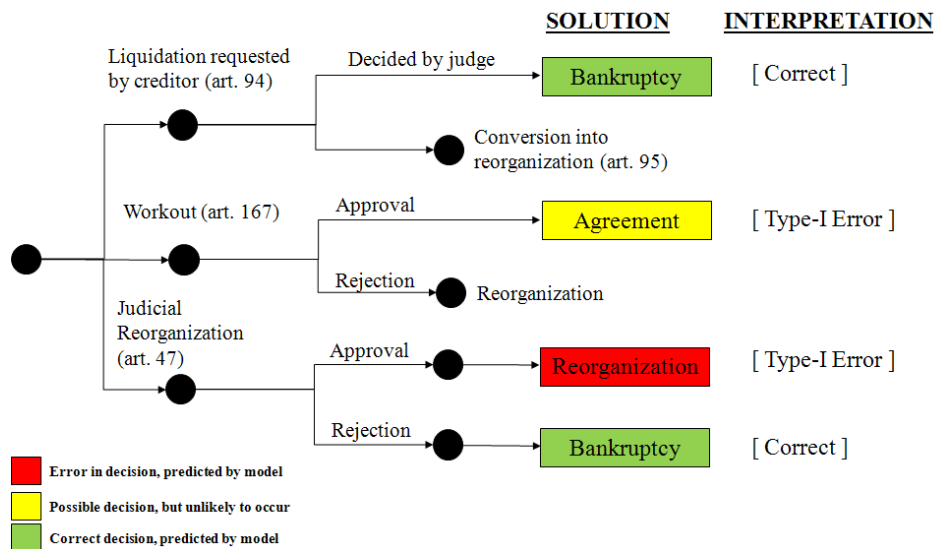 SOLUTION
INTERPRETATION
Liquidation requested
by creditor (art. 94)
Decided by judge
Bankruptcy
[ Correct ]
Conversion into
reorganization (art. 95)
Workout (art. 167)
Approval
Agreement
[ Type-I Error ]
Rejection
Reorganization
Judicial
Reorganization
(art. 47)
Approval
Reorganization
[ Type-I Error ]
Rejection
Bankruptcy
[ Correct ]
Error in decision, predicted by model
Possible decision, but unlikely to occur
Correct decision, predicted by model